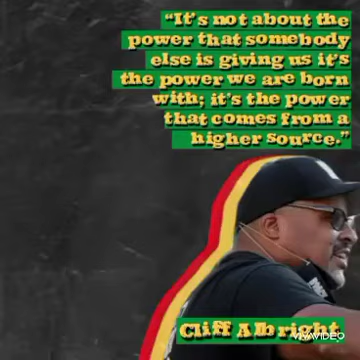 “It’s not about the
power that somebody
else is giving us it’s
the power we are born
with; it’s the power
that comes from a
higher source.”
Cliff Albright
VIVAVIDEO